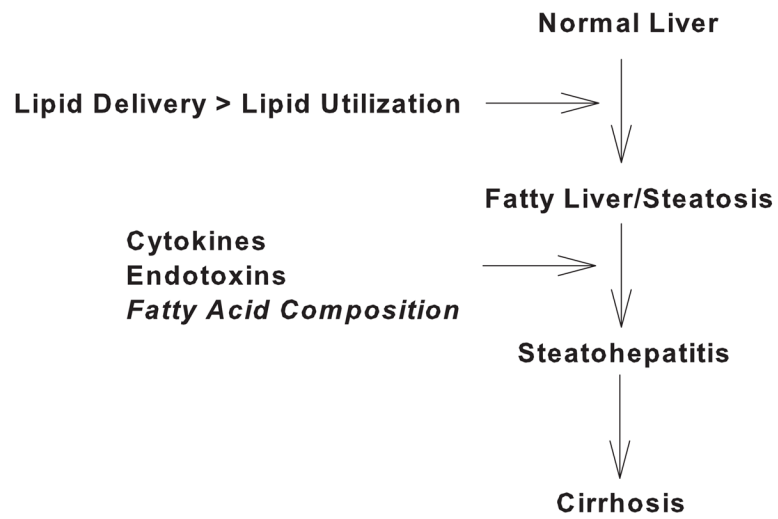 Normal Liver
Lipid Delivery > Lipid Utilization
Fatty Liver/Steatosis
Cytokines
Endotoxins
Fatty Acid Composition
Steatohepatitis
Cirrhosis